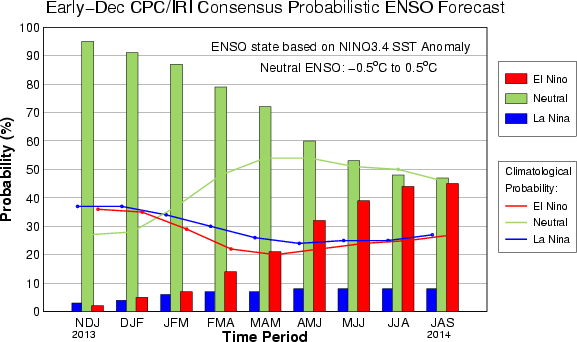 Early-Dec CPC/IRI Consensus Probabilistic ENSO Forecast
ENSO state based on NINO3.4 SST Anomaly
Neutral ENSO: -0.5ºC to 0.5ºC
Probability (%)
100
90
80
70
60
50
40
30
20
10
0
NDJ DJF JFM FMA MAM AMJ MJJ JJA JAS
2013 2014
Time Period
El Nino
Neutral
La Nina
Climatological
Probability:
El Nino
Neutral
La Nina